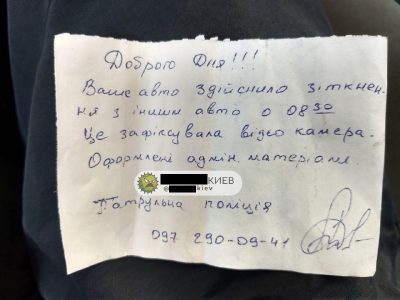 Доброго Дня!!!
Ваше авто здійснило зіткнен-
ня з іншим авто о 08 30
Це зафіксувала відео камера.
Оформлені адмін. матеріали.
КИЕВ
@ kiev
Патрульна поліція
097 290-09-41